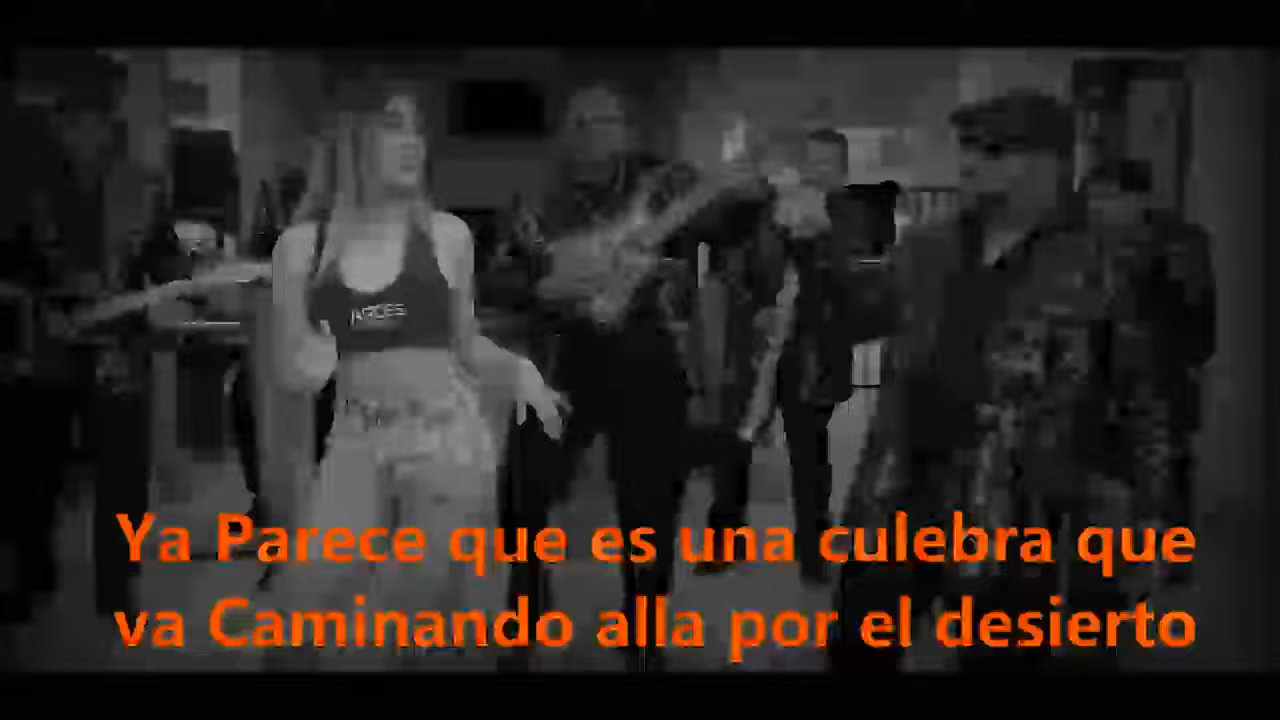 Ya Parece que es una culebra que
va Caminando alla por el desierto